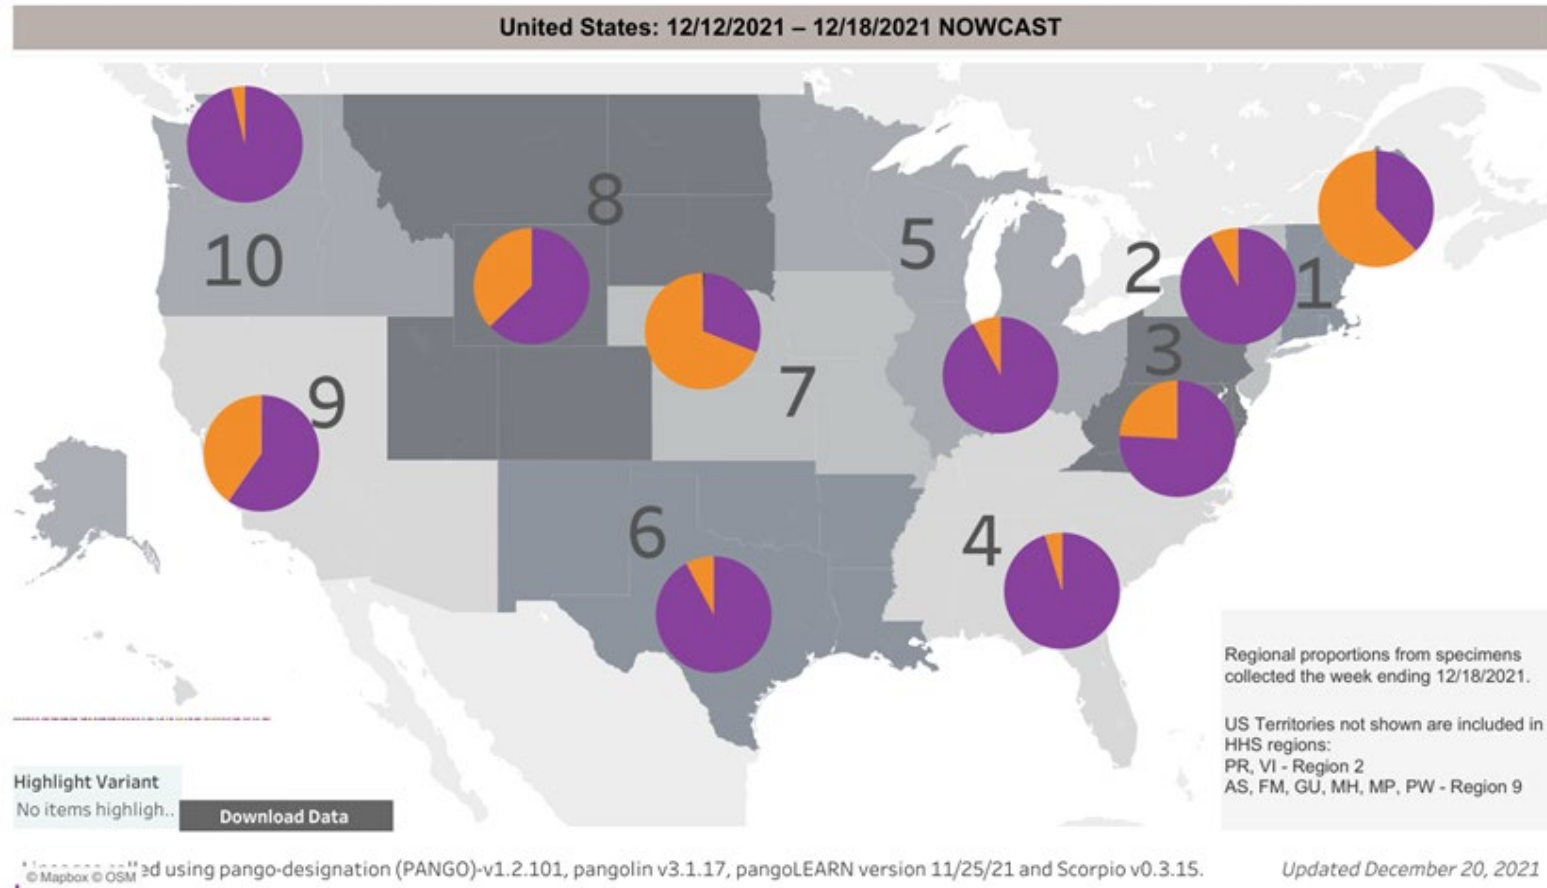 United States: 12/12/2021 – 12/18/2021 NOWCAST
8
5
10
2
1
3
9
7
6
4
Regional proportions from specimens
collected the week ending 12/18/2021.
US Territories not shown are included in
HHS regions:
PR, VI - Region 2
AS, FM, GU, MH, MP, PW - Region 9
Highlight Variant
No items highligh..
Download Data
using pango-designation (PANGO)-v1.2.101, pangolin v3.1.17, pangoLEARN version 11/25/21 and Scorpio v0.3.15.
Updated December 20, 2021
© Mapbox © OSM